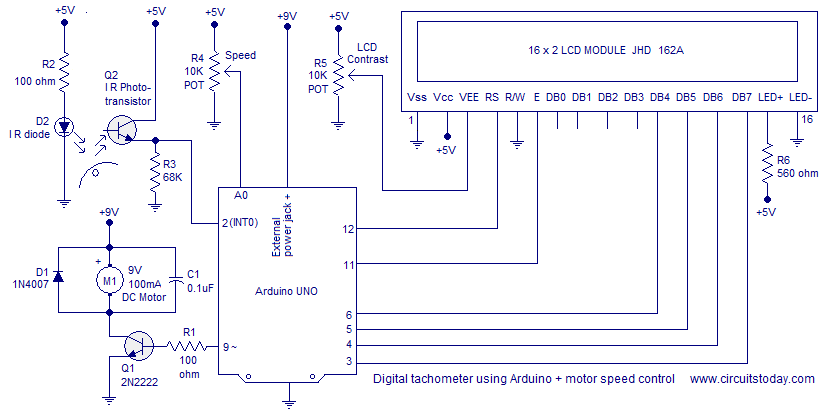 +5V
+5V
+5V
+9V
+5V
R2
100 ohm
Q2
I R Photo-
transistor
R4
10K
POT
Speed
R5
10K
POT
LCD
Contrast
16 x 2 LCD MODULE JHD 162A
Vss
Vcc
VEE
RS
R/W
E
DB0
DB1
DB2
DB3
DB4
DB5
DB6
DB7
LED+
LED-
1
16
+5V
D2
I R diode
R3
68K
R6
560 ohm
+5V
A0
2(INT0)
External
power jack +
12
11
+9V
D1
1N4007
+
M1
9V
100mA
DC Motor
C1
0.1uF
Arduino UNO
6
5
4
3
R1
100
ohm
9~
Q1
2N2222
Digital tachometer using Arduino + motor speed control
www.circuitstoday.com